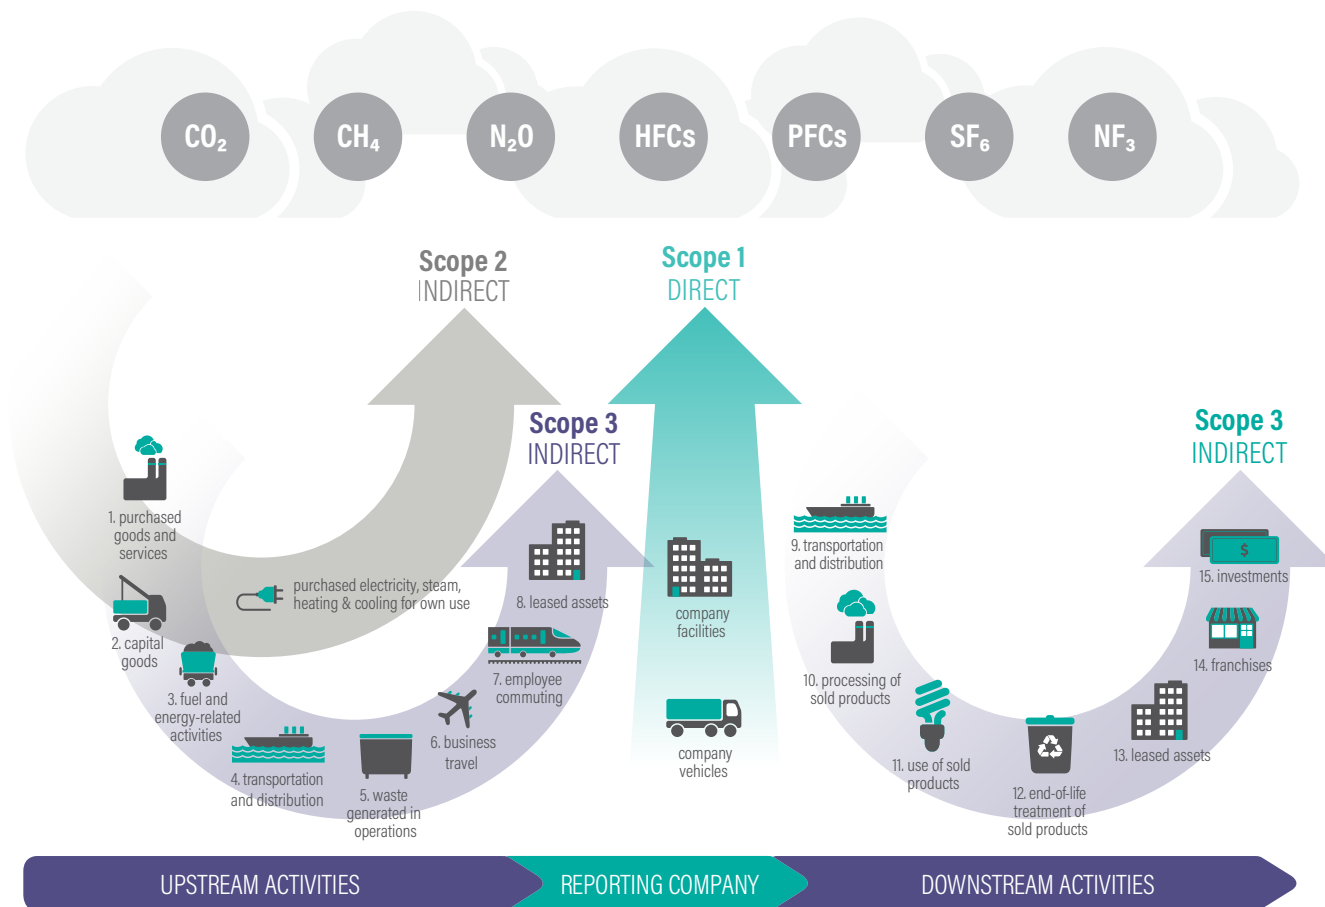 CO₂
CH₄
N₂O
HFCs
PFCs
SF₆
NF₃
Scope 2
INDIRECT
Scope 1
DIRECT
Scope 3
INDIRECT
Scope 3
INDIRECT
1. purchased
goods and
services
2. capital
goods
3. fuel and
energy-related
activities
purchased electricity, steam,
heating & cooling for own use
4. transportation
and distribution
5. waste
generated in
operations
6. business
travel
7. employee
commuting
8. leased assets
company
facilities
company
vehicles
9. transportation
and distribution
10. processing of
sold products
11. use of sold
products
12. end-of-life
treatment of
sold products
13. leased assets
14. franchises
$
15. investments
UPSTREAM ACTIVITIES
REPORTING COMPANY
DOWNSTREAM ACTIVITIES